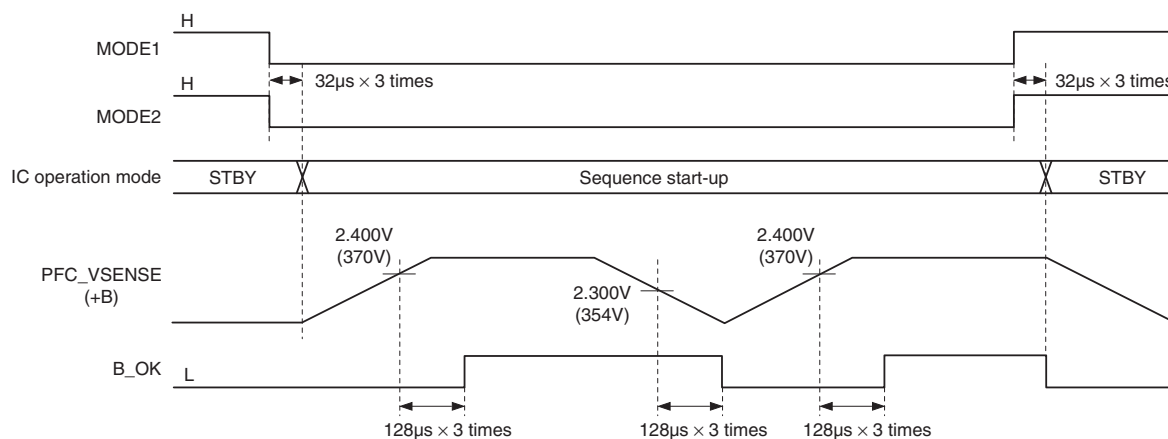 H
MODE1
32µs × 3 times
32µs × 3 times
H
MODE2
IC operation mode
STBY
Sequence start-up
STBY
2.400V
(370V)
2.400V
(370V)
PFC_VSENSE
(+B)
2.300V
(354V)
B_OK
L
128µs × 3 times
128µs × 3 times
128µs × 3 times